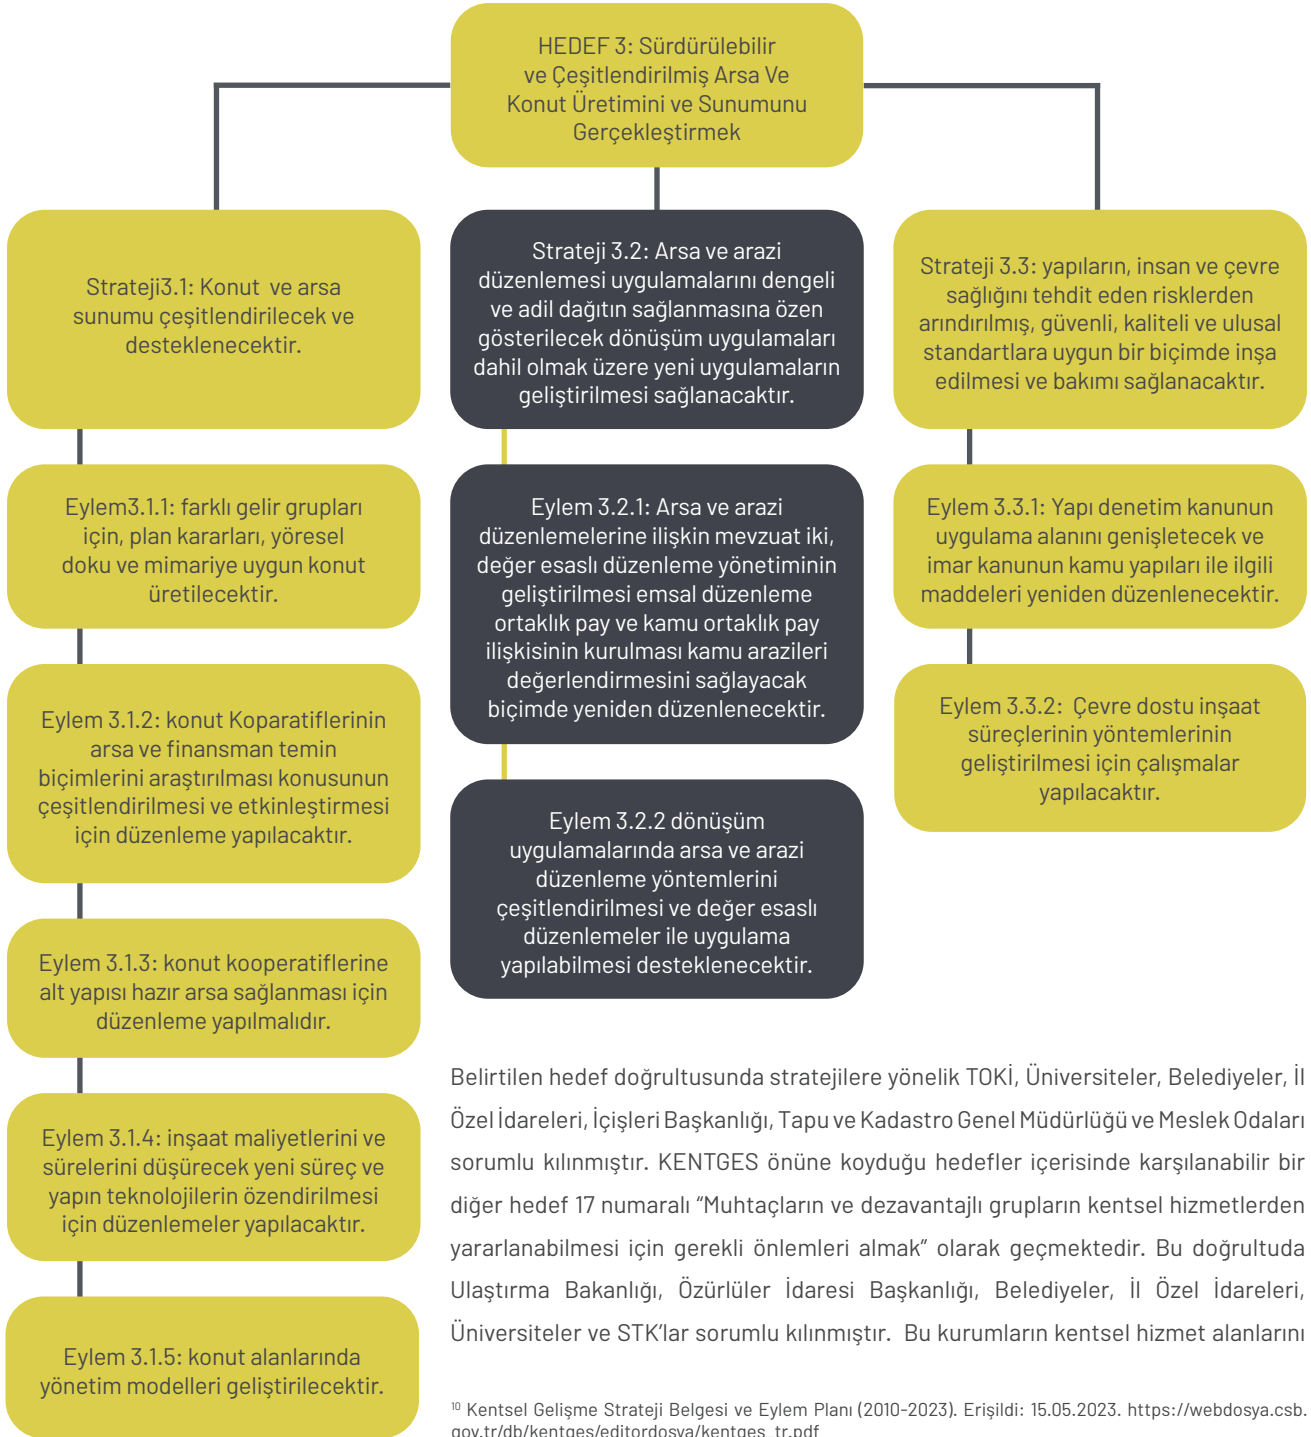 HEDEF 3: Sürdürülebilir
ve Çeşitlendirilmiş Arsa Ve
Konut Üretimini ve Sunumunu
Gerçekleştirmek
Strateji3.1: Konut ve arsa
sunumu çeşitlendirilecek ve
desteklenecektir.
Eylem3.1.1: farklı gelir grupları
için, plan kararları, yöresel
doku ve mimariye uygun konut
üretilecektir.
Eylem 3.1.2: konut Koparatiflerinin
arsa ve finansman temin
biçimlerini araştırılması konusunun
çeşitlendirilmesi ve etkinleştirmesi
için düzenleme yapılacaktır.
Eylem 3.1.3: konut kooperatiflerine
alt yapısı hazır arsa sağlanması için
düzenleme yapılmalıdır.
Eylem 3.1.4: inşaat maliyetlerini ve
sürelerini düşürecek yeni süreç ve
yapın teknolojilerin özendirilmesi
için düzenlemeler yapılacaktır.
Eylem 3.1.5: konut alanlarında
yönetim modelleri geliştirilecektir.
Strateji 3.2: Arsa ve arazi
düzenlemesi uygulamalarını dengeli
ve adil dağıtın sağlanmasına özen
gösterilecek dönüşüm uygulamaları
dahil olmak üzere yeni uygulamaların
geliştirilmesi sağlanacaktır.
Eylem 3.2.1: Arsa ve arazi
düzenlemelerine ilişkin mevzuat iki,
değer esaslı düzenleme yönetiminin
geliştirilmesi emsal düzenleme
ortaklık pay ve kamu ortaklık pay
ilişkisinin kurulması kamu arazileri
değerlendirmesini sağlayacak
biçimde yeniden düzenlenecektir.
Eylem 3.2.2 dönüşüm
uygulamalarında arsa ve arazi
düzenleme yöntemlerini
çeşitlendirilmesi ve değer esaslı
düzenlemeler ile uygulama
yapılabilmesi desteklenecektir.
Strateji 3.3: yapıların, insan ve çevre
sağlığını tehdit eden risklerden
arındırılmış, güvenli, kaliteli ve ulusal
standartlara uygun bir biçimde inşa
edilmesi ve bakımı sağlanacaktır.
Eylem 3.3.1: Yapı denetim kanunun
uygulama alanını genişletecek ve
imar kanunun kamu yapıları ile ilgili
maddeleri yeniden düzenlenecektir.
Eylem 3.3.2: Çevre dostu inşaat
süreçlerinin yöntemlerinin
geliştirilmesi için çalışmalar
yapılacaktır.
Belirtilen hedef doğrultusunda stratejilere yönelik TOKİ, Üniversiteler, Belediyeler, İl
Özel İdareleri, İçişleri Başkanlığı, Tapu ve Kadastro Genel Müdürlüğü ve Meslek Odaları
sorumlu kılınmıştır. KENTGES önüne koyduğu hedefler içerisinde karşılanabilir bir
diğer hedef 17 numaralı “Muhtaçların ve dezavantajlı grupların kentsel hizmetlerden
yararlanabilmesi için gerekli önlemleri almak” olarak geçmektedir. Bu doğrultuda
Ulaştırma Bakanlığı, Özürlüler İdaresi Başkanlığı, Belediyeler, İl Özel İdareleri,
Üniversiteler ve STK’lar sorumlu kılınmıştır. Bu kurumların kentsel hizmet alanlarını
10 Kentsel Gelişme Strateji Belgesi ve Eylem Planı (2010-2023). Erişildi: 15.05.2023. https://webdosya.csb.
gov.tr/db/kentges/editordosya/kentges_tr.pdf